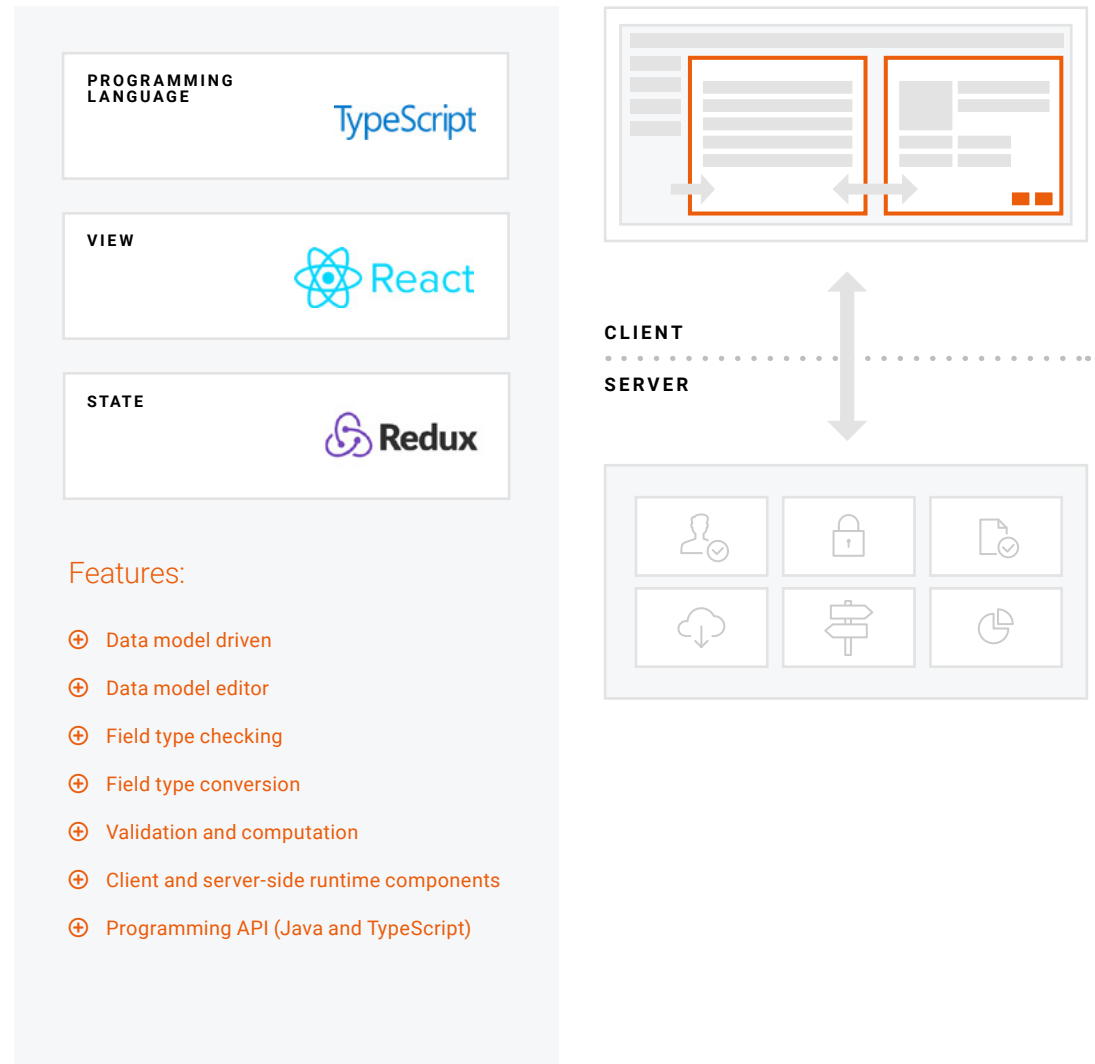 PROGRAMMING
LANGUAGE
TypeScript
VIEW
React
STATE
Redux
Features:
Data model driven
Data model editor
Field type checking
Field type conversion
Validation and computation
Client and server-side runtime components
Programming API (Java and TypeScript)
CLIENT
SERVER